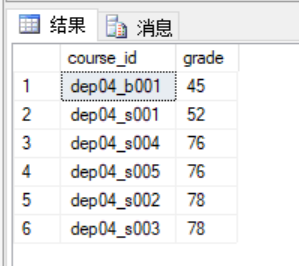 结果 消息
course_id grade
1 dep04_b001 45
2 dep04_s001 52
3 dep04_s004 76
4 dep04_s005 76
5 dep04_s002 78
6 dep04_s003 78